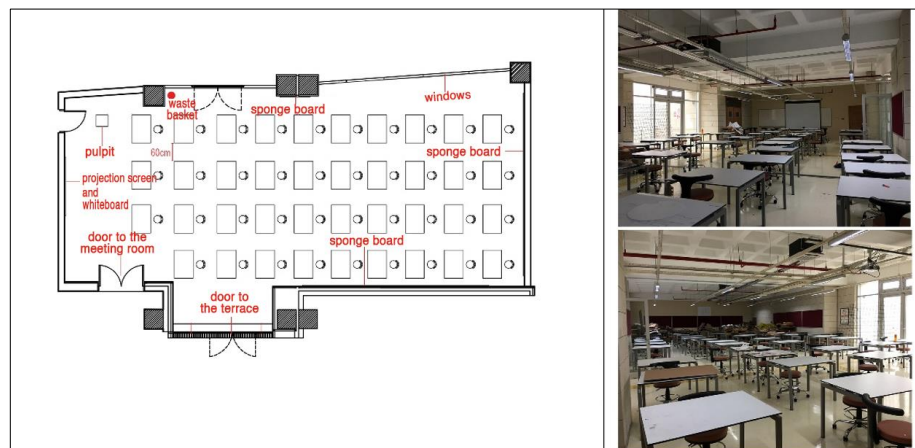 waste
basket
sponge board
windows
pulpit
60cm
sponge board
projection screen
and
whiteboard
door to the
meeting room
sponge board
door to
the terrace